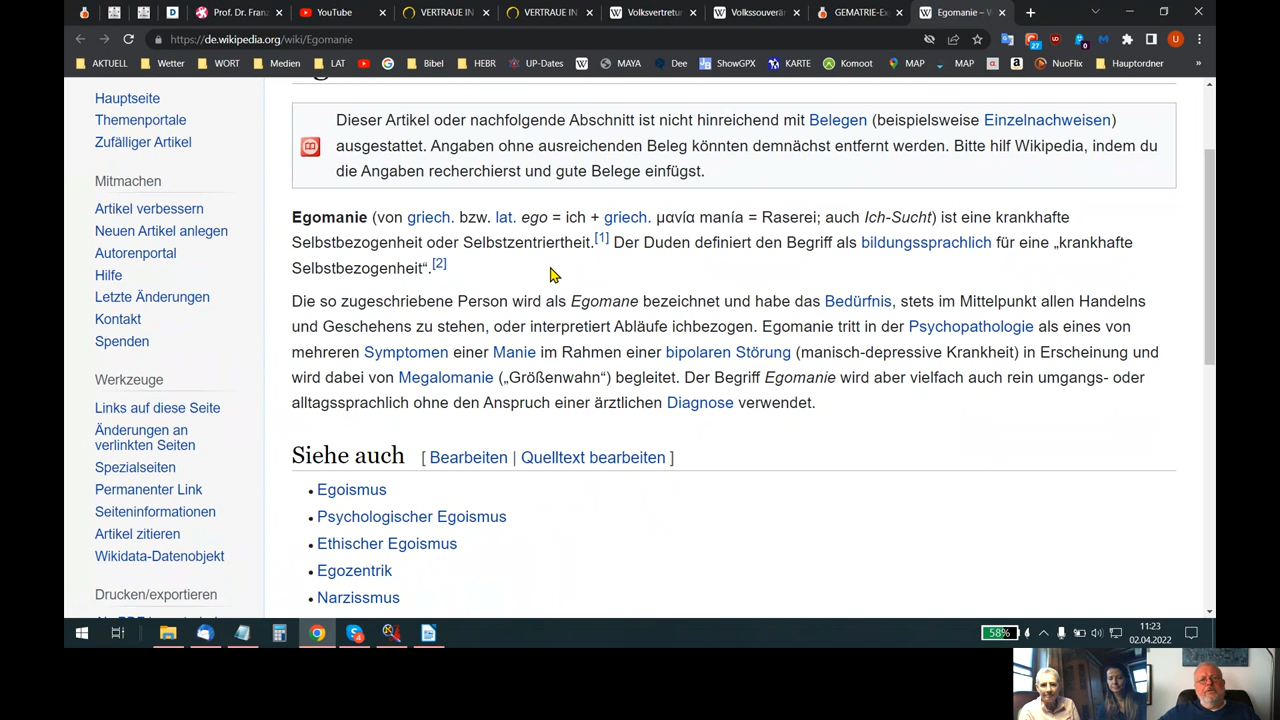 Prof. Dr. Franz
YouTube
VERTRAUE IN
VERTRAUE IN
Volksvertretun
Volkssouverän
GEMATRIE-Ex
Egomanie – W
https://de.wikipedia.org/wiki/Egomanie
27
0
U
AKTUELL
Wetter
WORT
Medien
LAT
G
Bibel
HEBR
UP-Dates
W
MAYA
Dee
ShowGPX
KARTE
Komoot
MAP
MAP
NuoFlix
Hauptordner
»
Hauptseite
Themenportale
Zufälliger Artikel
Mitmachen
Artikel verbessern
Neuen Artikel anlegen
Autorenportal
Hilfe
Letzte Änderungen
Kontakt
Spenden
Werkzeuge
Links auf diese Seite
Änderungen an
verlinkten Seiten
Spezialseiten
Permanenter Link
Seiteninformationen
Artikel zitieren
Wikidata-Datenobjekt
Drucken/exportieren
Dieser Artikel oder nachfolgende Abschnitt ist nicht hinreichend mit Belegen (beispielsweise Einzelnachweisen)
ausgestattet. Angaben ohne ausreichenden Beleg könnten demnächst entfernt werden. Bitte hilf Wikipedia, indem du
die Angaben recherchierst und gute Belege einfügst.
Egomanie (von griech. bzw. lat. ego = ich + griech. μανία manía = Raserei; auch Ich-Sucht) ist eine krankhafte
Selbstbezogenheit oder Selbstzentriertheit.[1] Der Duden definiert den Begriff als bildungssprachlich für eine „krankhafte
Selbstbezogenheit“.[2]
Die so zugeschriebene Person wird als Egomane bezeichnet und habe das Bedürfnis, stets im Mittelpunkt allen Handelns
und Geschehens zu stehen, oder interpretiert Abläufe ichbezogen. Egomanie tritt in der Psychopathologie als eines von
mehreren Symptomen einer Manie im Rahmen einer bipolaren Störung (manisch-depressive Krankheit) in Erscheinung und
wird dabei von Megalomanie („Größenwahn“) begleitet. Der Begriff Egomanie wird aber vielfach auch rein umgangs- oder
alltagssprachlich ohne den Anspruch einer ärztlichen Diagnose verwendet.
Siehe auch [ Bearbeiten | Quelltext bearbeiten ]
Egoismus
Psychologischer Egoismus
Ethischer Egoismus
Egozentrik
Narzissmus
58%
11:23
02.04.2022